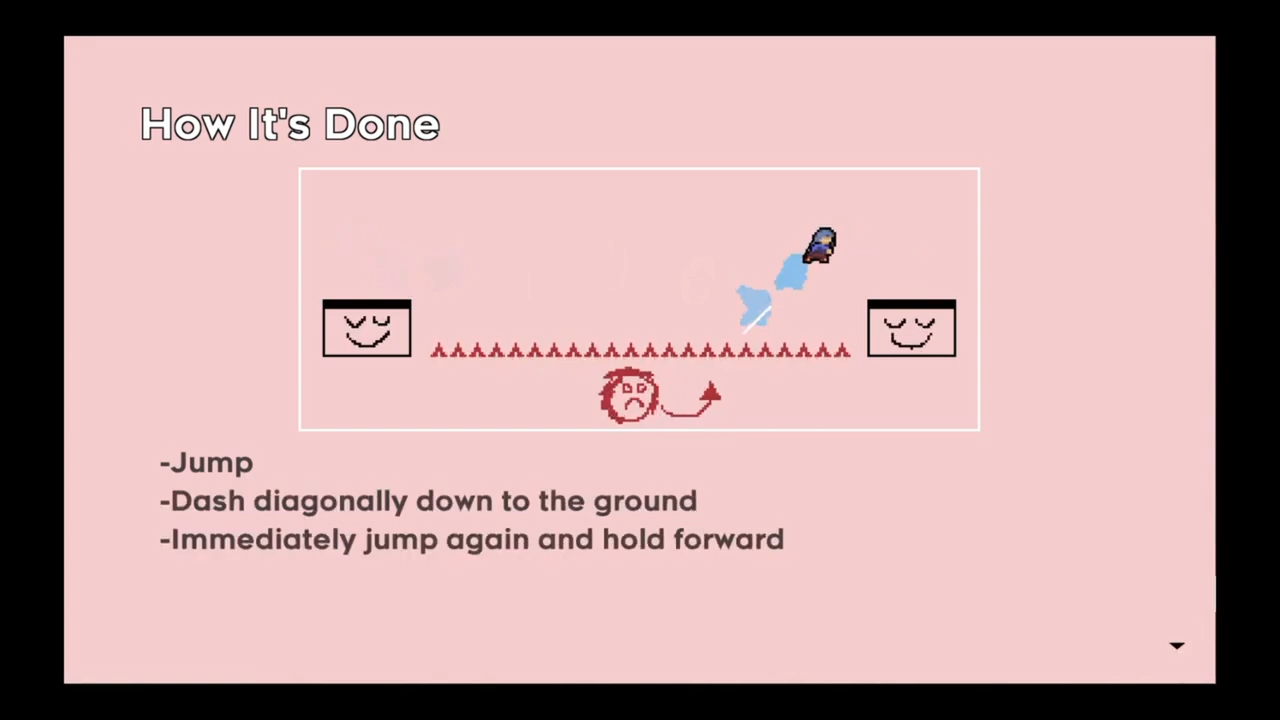 How It's Done
-Jump
-Dash diagonally down to the ground
-Immediately jump again and hold forward